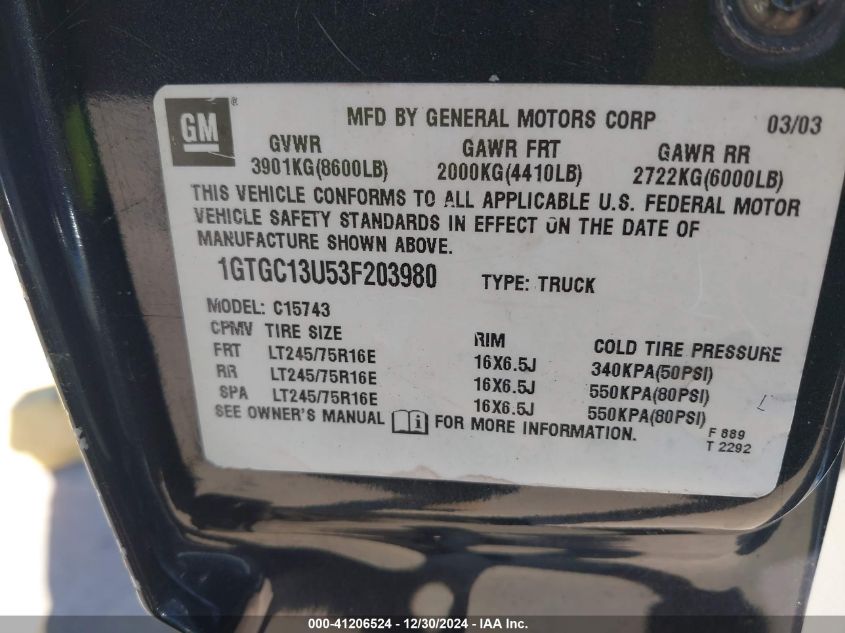 GM ® MFD BY GENERAL MOTORS CORP 03/03
GVWR GAWR FRT GAWR RR
3901KG(8600LB) 2000KG(4410LB) 2722KG(6000LB)
THIS VEHICLE CONFORMS TO ALL APPLICABLE U.S. FEDERAL MOTOR
VEHICLE SAFETY STANDARDS IN EFFECT ON THE DATE OF
MANUFACTURE SHOWN ABOVE.
1GTGC13U53F203980 TYPE: TRUCK
MODEL: C15743
CPMV TIRE SIZE RIM COLD TIRE PRESSURE
FRT LT245/75R16E 16X6.5J 340KPA(50PSI)
RR LT245/75R16E 16X6.5J 550KPA(80PSI)
SPA LT245/75R16E 16X6.5J 550KPA(80PSI)
SEE OWNER'S MANUAL FOR MORE INFORMATION.
F 889
T 2292
000-41206524 - 12/30/2024 - IAA Inc.